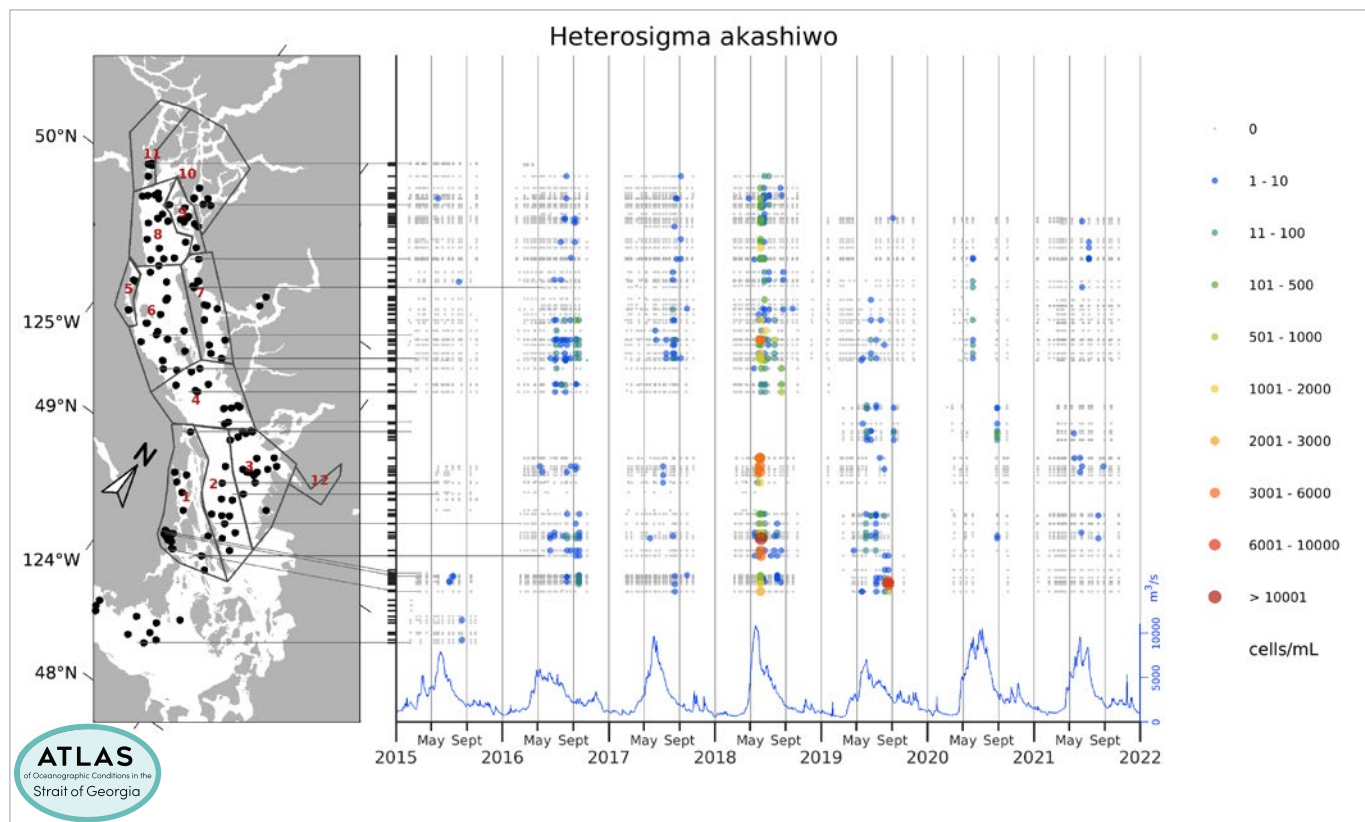 Heterosigma akashiwo
50°N
125°W
49°N
124°W
48°N
N
11
10
9
8
5
7
6
4
3
2
12
1
0
1 - 10
11 - 100
101 - 500
501 - 1000
1001 - 2000
2001 - 3000
3001 - 6000
6001 - 10000
> 10001
cells/mL
m³/s
10000
5000
0
May Sept May Sept May Sept May Sept May Sept May Sept May Sept
2015 2016 2017 2018 2019 2020 2021 2022
ATLAS
of Oceanographic Conditions in the
Strait of Georgia